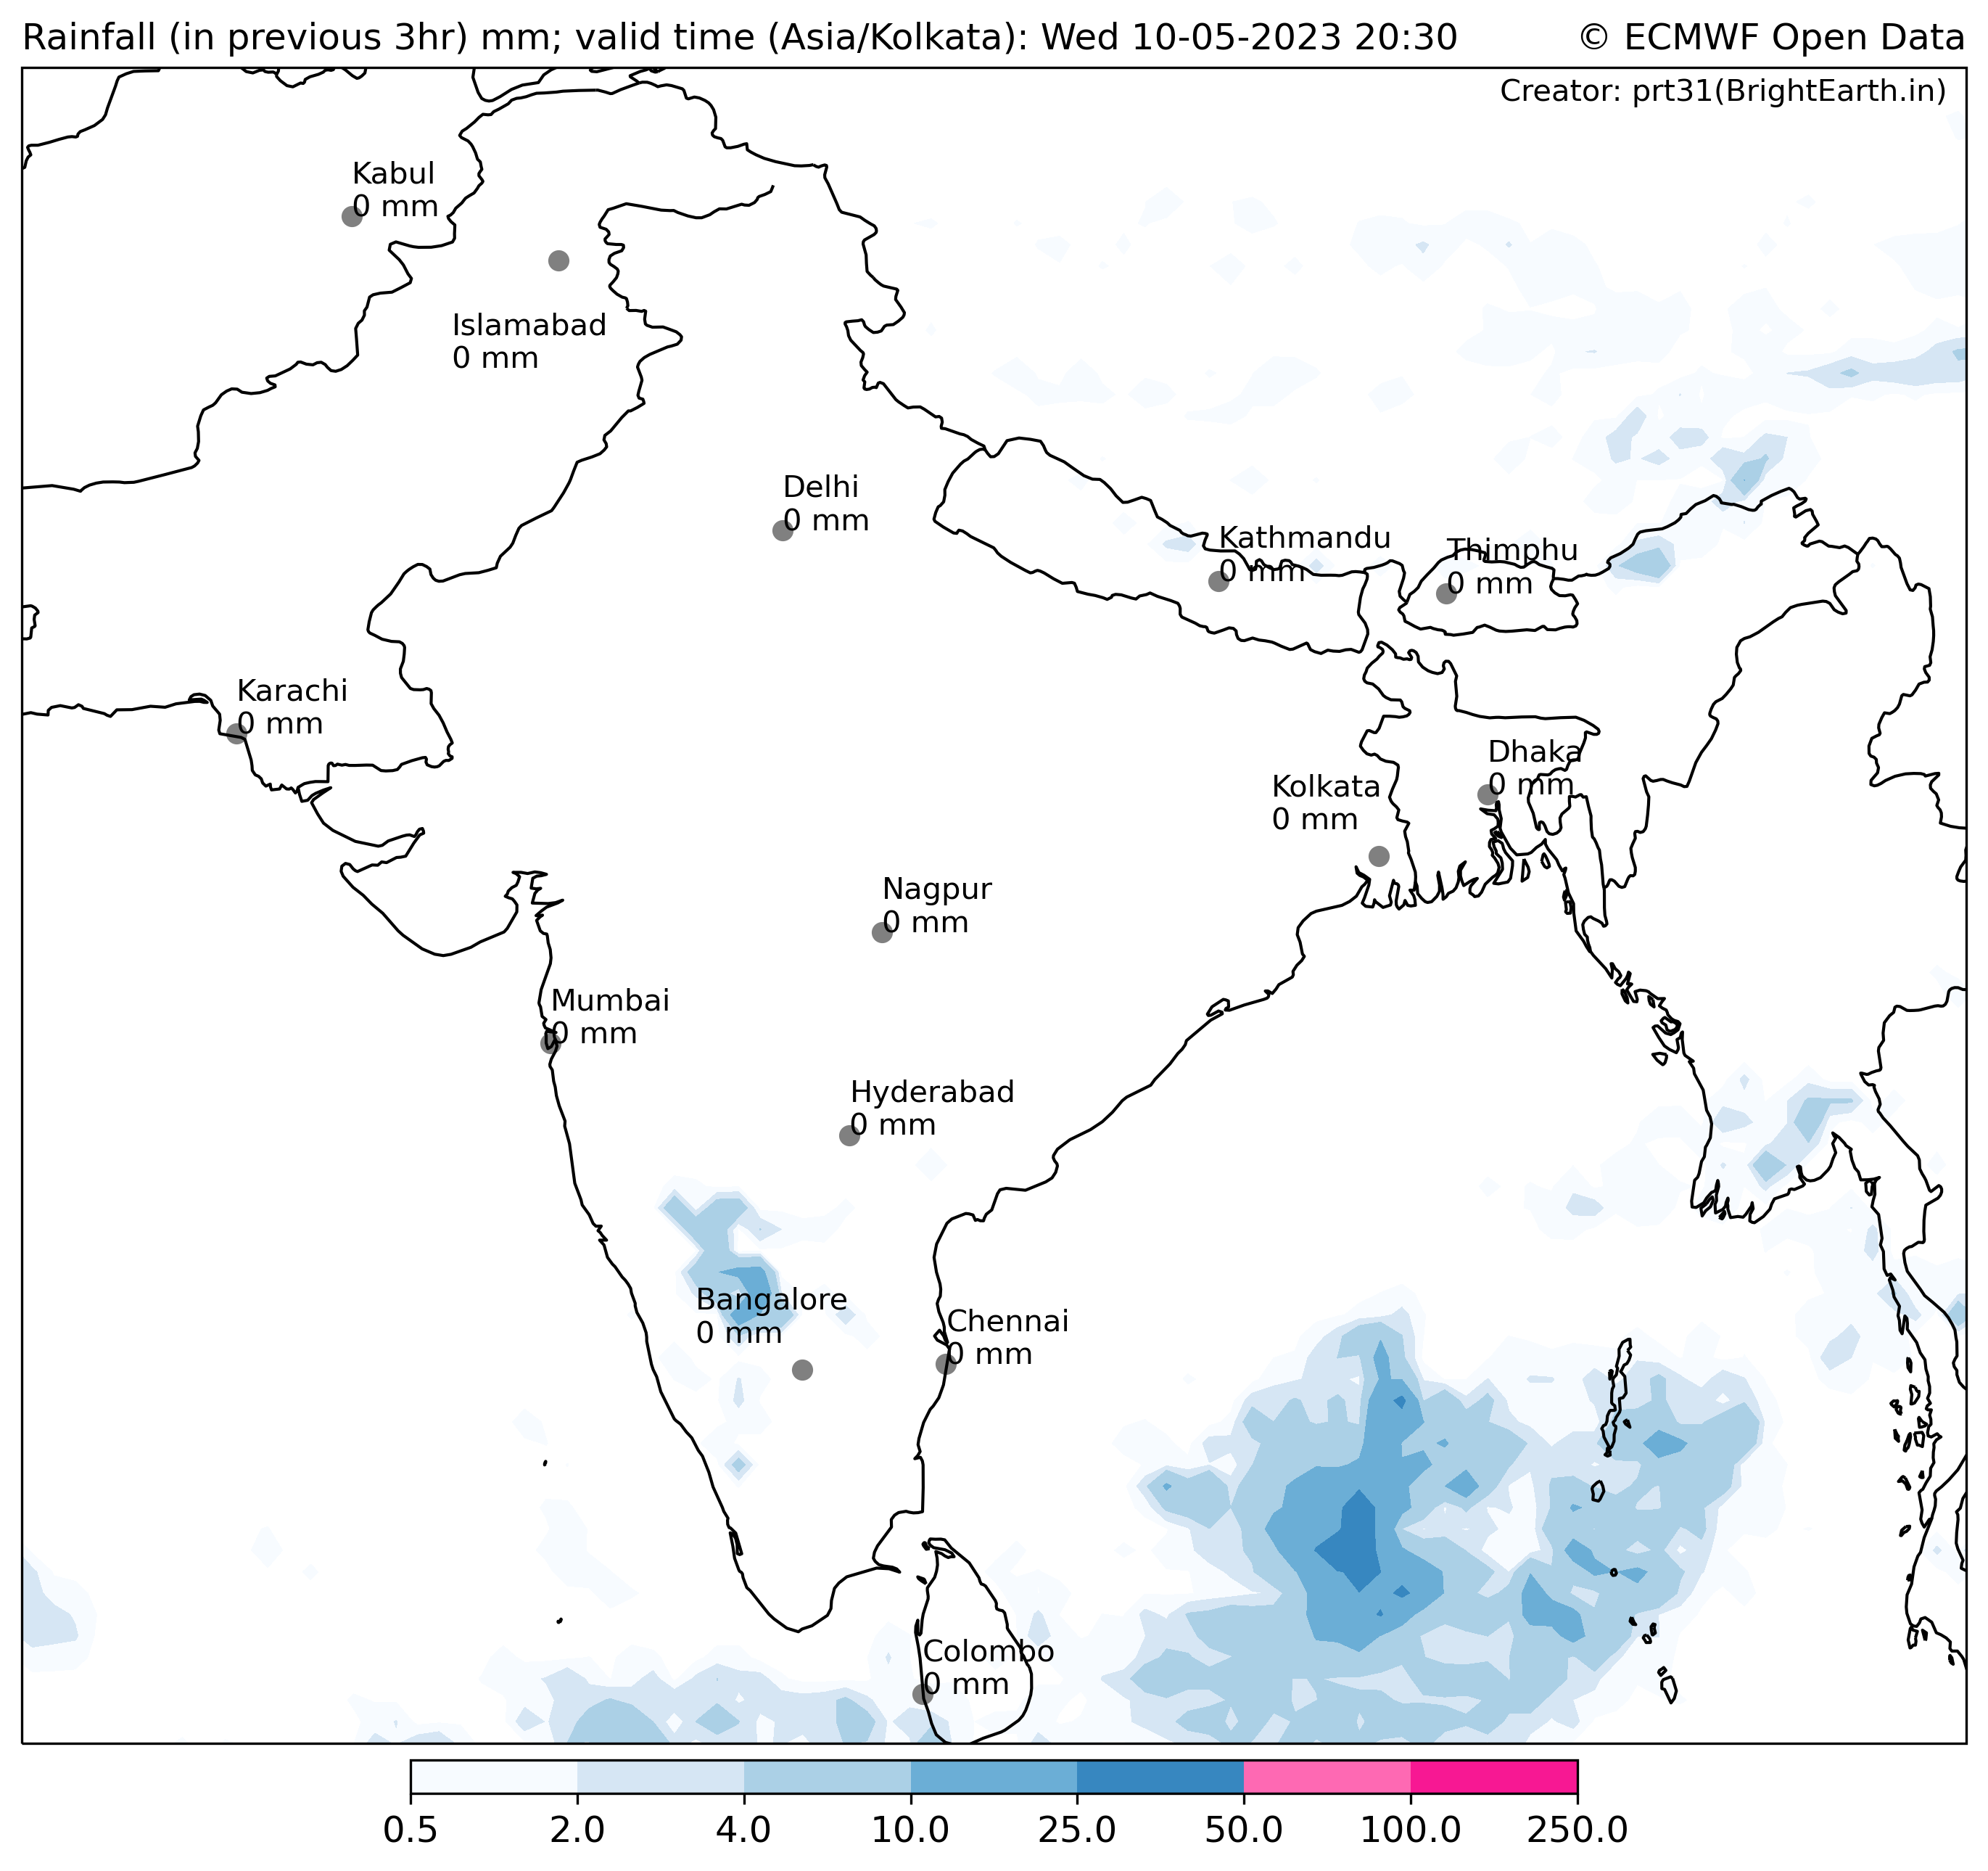 Rainfall (in previous 3hr) mm; valid time (Asia/Kolkata): Wed 10-05-2023 20:30
© ECMWF Open Data
Creator: prt31(BrightEarth.in)
Kabul
0 mm
Islamabad
0 mm
Delhi
0 mm
Kathmandu
0 mm
Thimphu
0 mm
Karachi
0 mm
Dhaka
0 mm
Kolkata
0 mm
Nagpur
0 mm
Mumbai
0 mm
Hyderabad
0 mm
Bangalore
0 mm
Chennai
0 mm
Colombo
0 mm
0.5 2.0 4.0 10.0 25.0 50.0 100.0 250.0